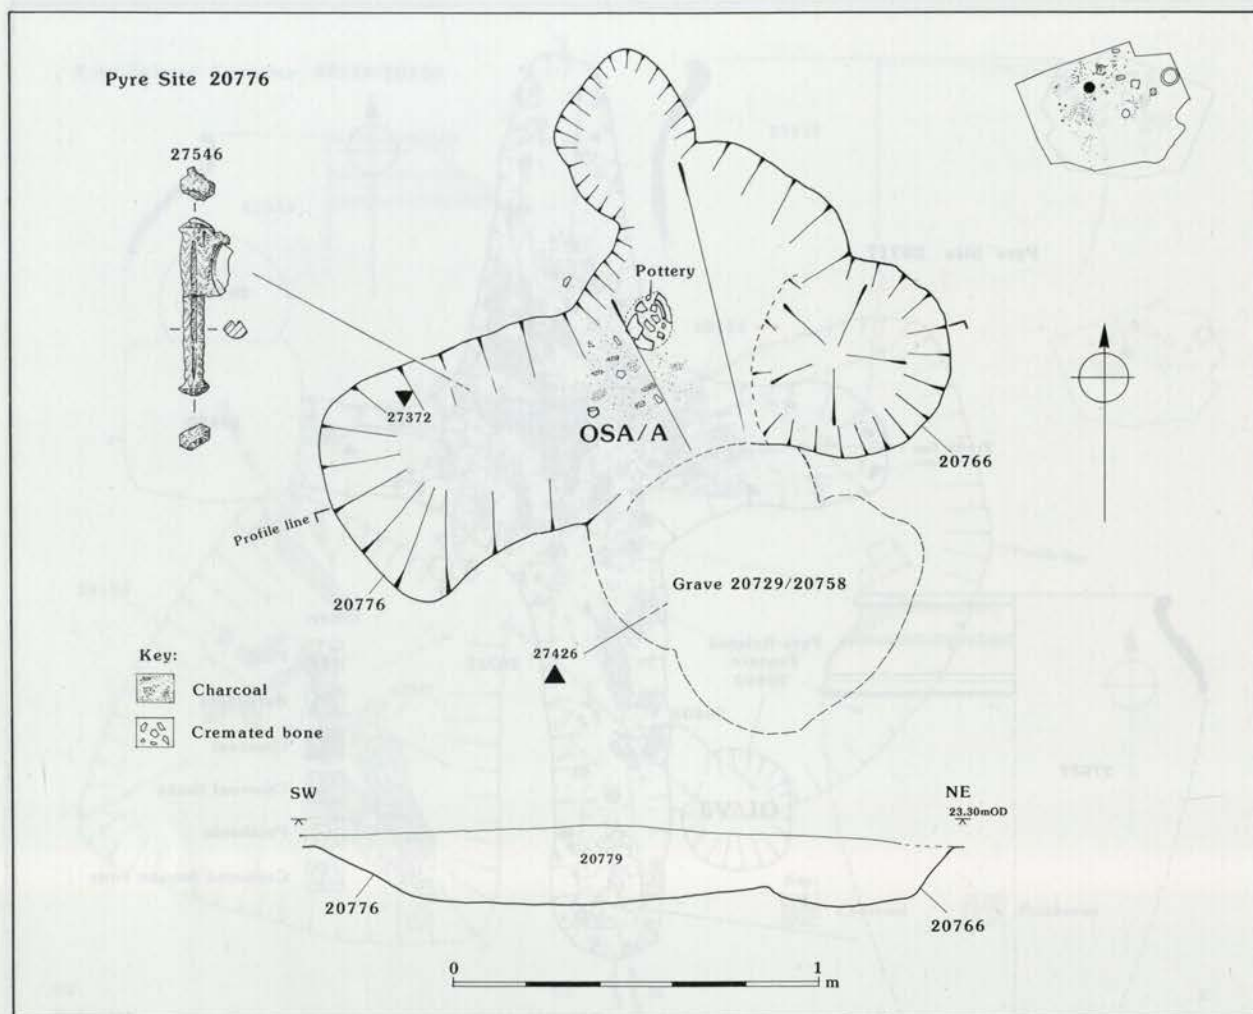 Pyre Site 20776
27546
Pottery
27372
OSA/A
20766
Profile line
20776
Grave 20729/20758
27426
Key:
Charcoal
Cremated bone
SW
NE
23.30mOD
20779
20776
20766
0
1
m